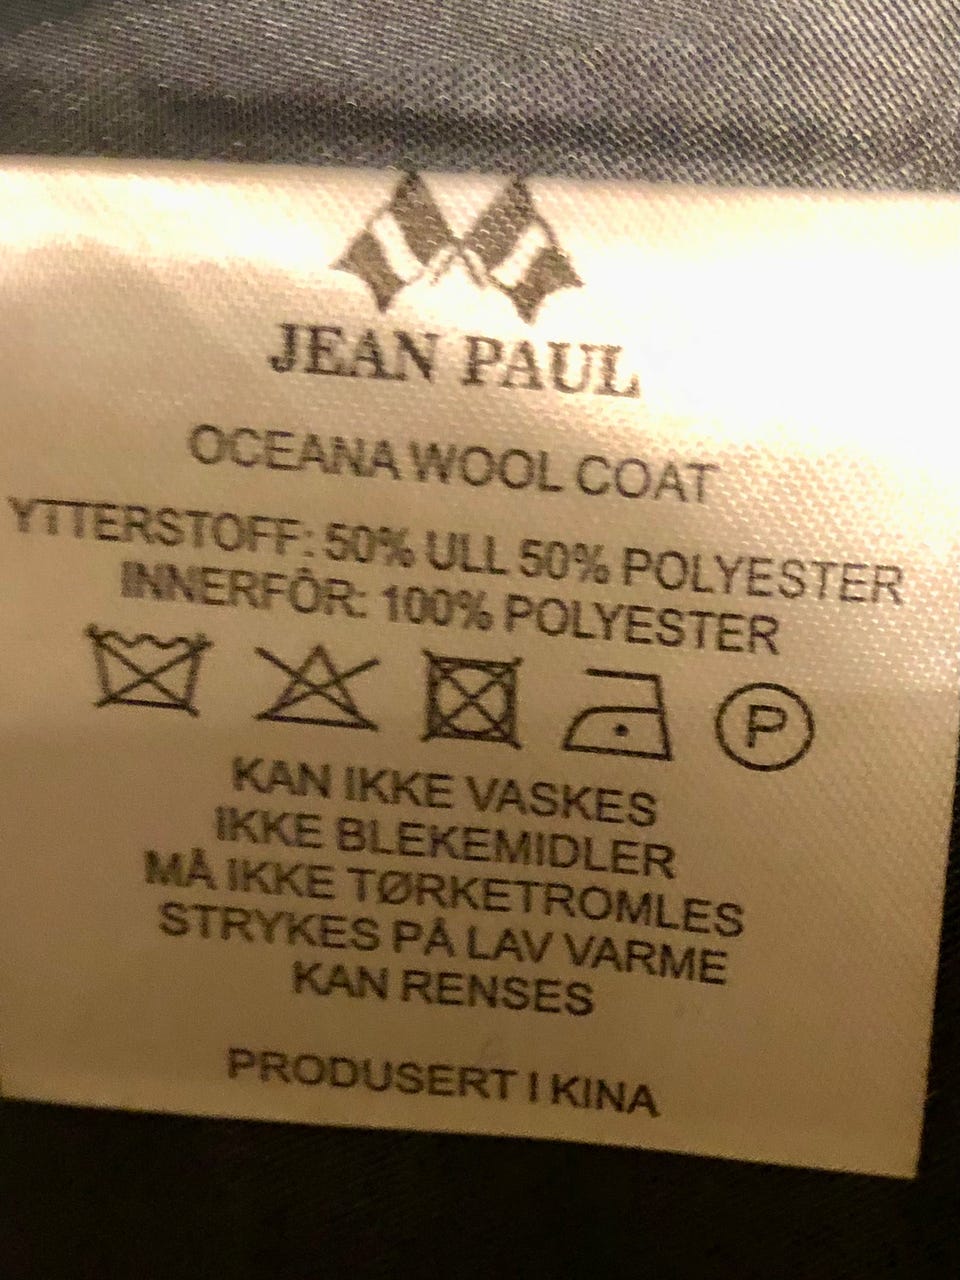 JEAN PAUL
OCEANA WOOL COAT
YTTERSTOFF: 50% ULL 50% POLYESTER
INNERFÔR: 100% POLYESTER
P
KAN IKKE VASKES
IKKE BLEKEMIDLER
MÅ IKKE TØRKETROMLES
STRYKES PÅ LAV VARME
KAN RENSES
PRODUSERT I KINA